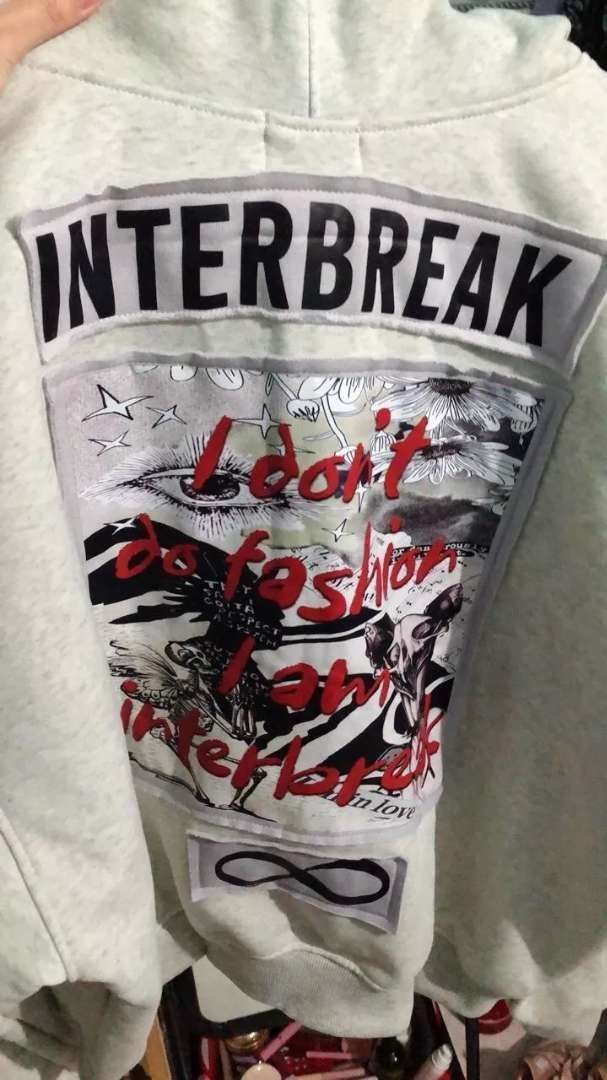 INTERBREAK
I don't
do fashion
I am
interbreak
in love